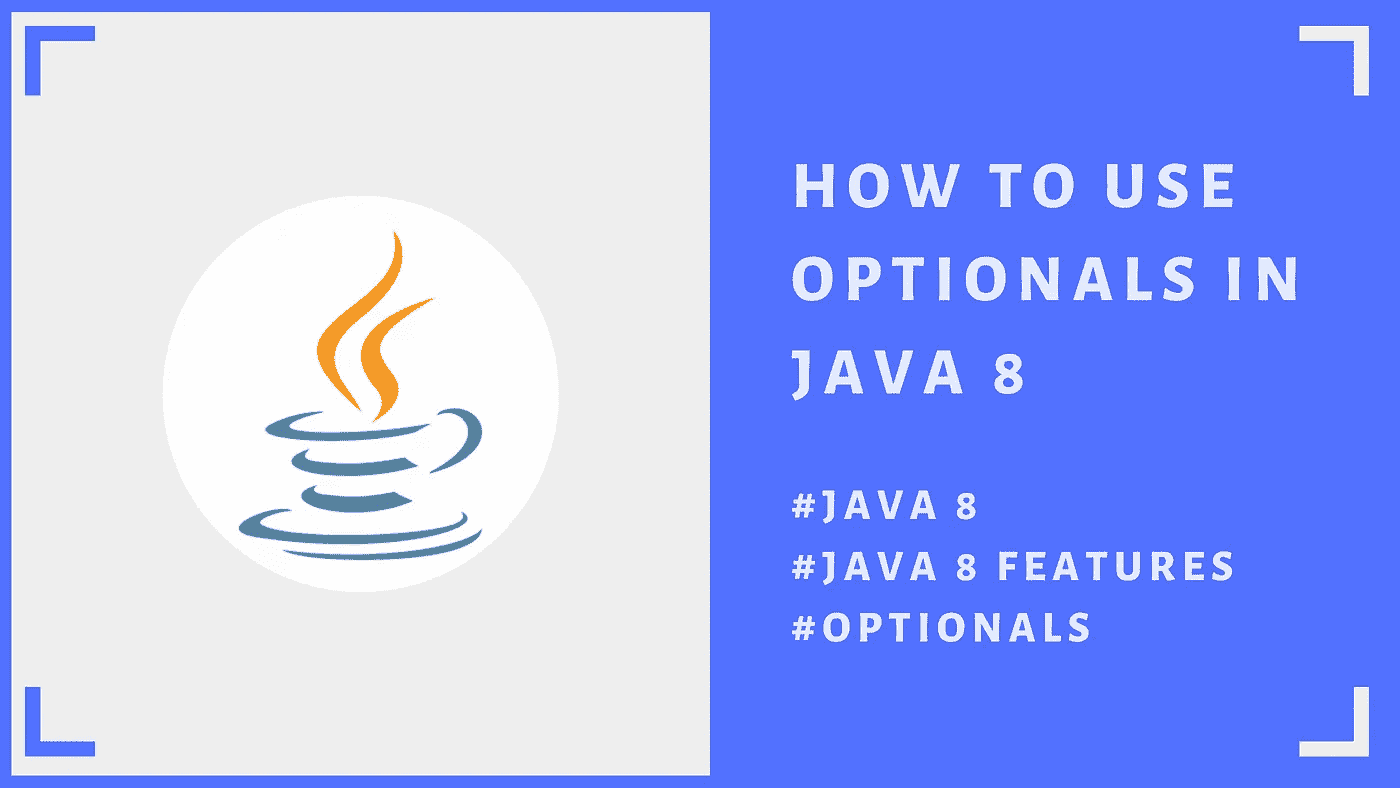 HOW TO USE
OPTIONALS IN
JAVA 8
#JAVA 8
#JAVA 8 FEATURES
#OPTIONALS